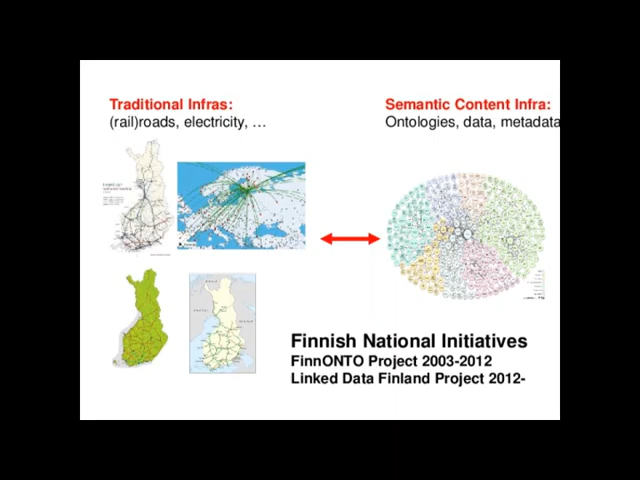 Traditional Infras:
(rail)roads, electricity, …
Semantic Content Infra:
Ontologies, data, metadata
Finnish National Initiatives
FinnONTO Project 2003-2012
Linked Data Finland Project 2012-